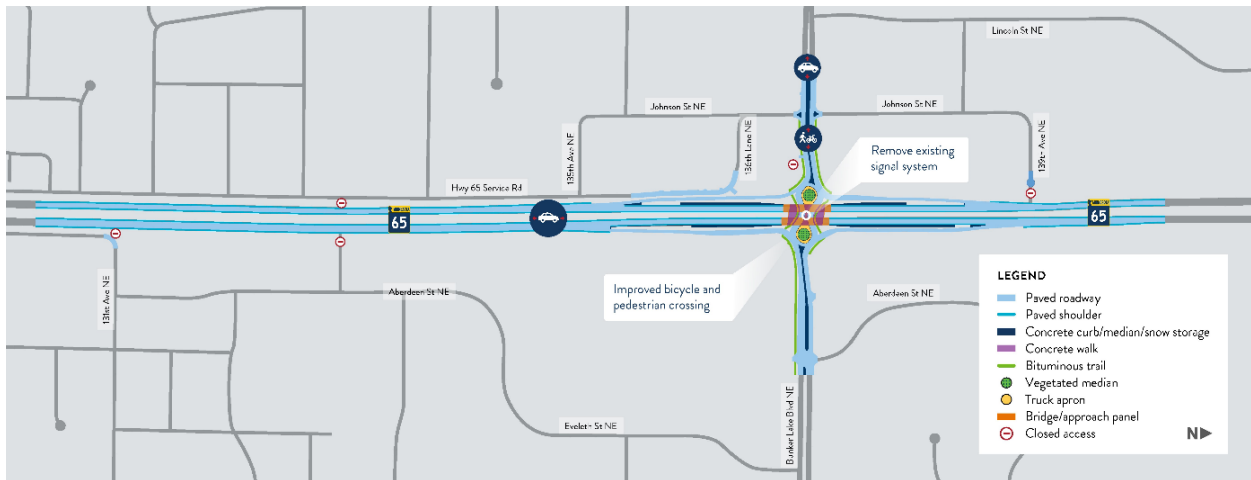 Lincoln St NE
Johnson St NE
Johnson St NE
135th Ave NE
136th Lane NE
139th Ave NE
Remove existing
signal system
Hwy 65 Service Rd
65
65
131st Ave NE
Improved bicycle and
pedestrian crossing
Aberdeen St NE
Aberdeen St NE
Eveleth St NE
Bunker Lake Blvd NE
LEGEND
Paved roadway
Paved shoulder
Concrete curb/median/snow storage
Concrete walk
Bituminous trail
Vegetated median
Truck apron
Bridge/approach panel
Closed access
N